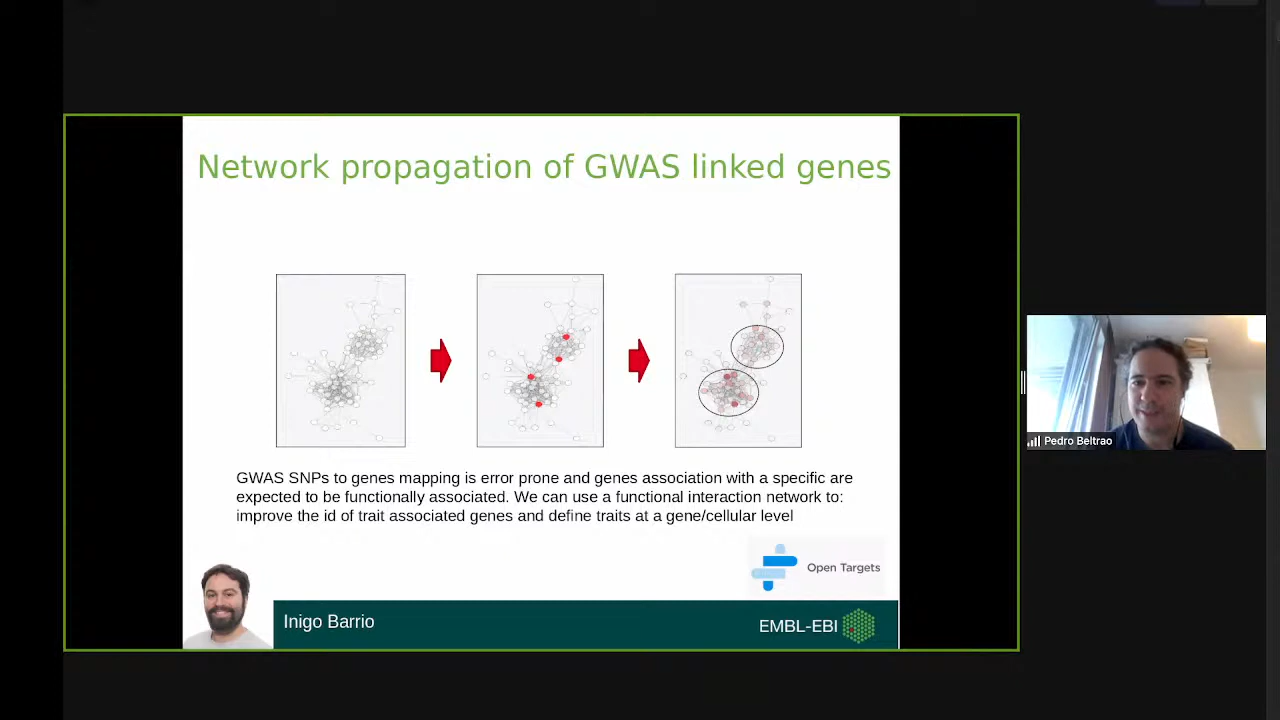 Network propagation of GWAS linked genes
GWAS SNPs to genes mapping is error prone and genes association with a specific are
expected to be functionally associated. We can use a functional interaction network to:
improve the id of trait associated genes and define traits at a gene/cellular level
Open Targets
Inigo Barrio
EMBL-EBI
Pedro Beltrao